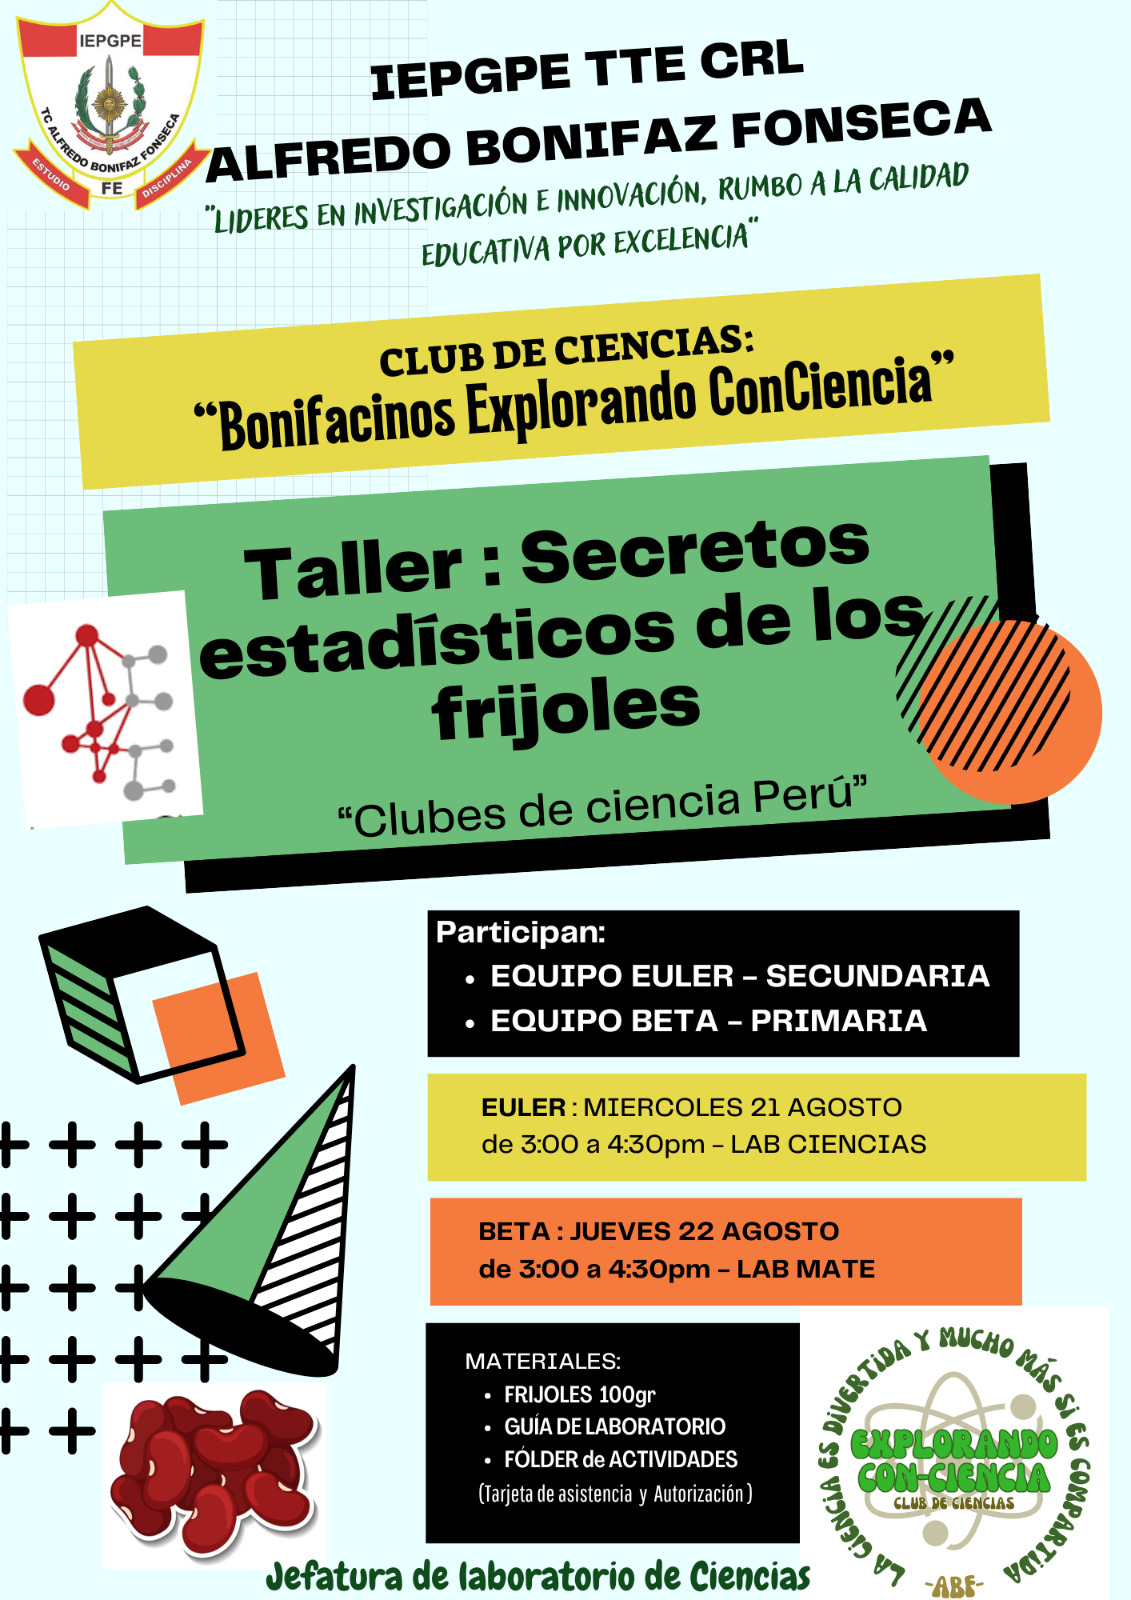 IEPGPE
TC ALFREDO BONIFAZ FONSECA
ESTUDIO
FE
DISCIPLINA
IEPGPE TTE CRL
ALFREDO BONIFAZ FONSECA
"LIDERES EN INVESTIGACIÓN E INNOVACIÓN, RUMBO A LA CALIDAD
EDUCATIVA POR EXCELENCIA"
CLUB DE CIENCIAS:
“Bonifacinos Explorando ConCiencia”
Taller : Secretos
estadísticos de los
frijoles
“Clubes de ciencia Perú”
Participan:
• EQUIPO EULER – SECUNDARIA
• EQUIPO BETA – PRIMARIA
EULER : MIERCOLES 21 AGOSTO
de 3:00 a 4:30pm – LAB CIENCIAS
BETA : JUEVES 22 AGOSTO
de 3:00 a 4:30pm – LAB MATE
MATERIALES:
• FRIJOLES 100gr
• GUÍA DE LABORATORIO
• FÓLDER de ACTIVIDADES
(Tarjeta de asistencia y Autorización )
LA CiENCiA ES DiVERTiDA Y MUCHO MÁS Si ES COMPARTiDA
EXPLORANDO
CON-CIENCIA
CLUB DE CIENCIAS
-ABF-
Jefatura de laboratorio de Ciencias